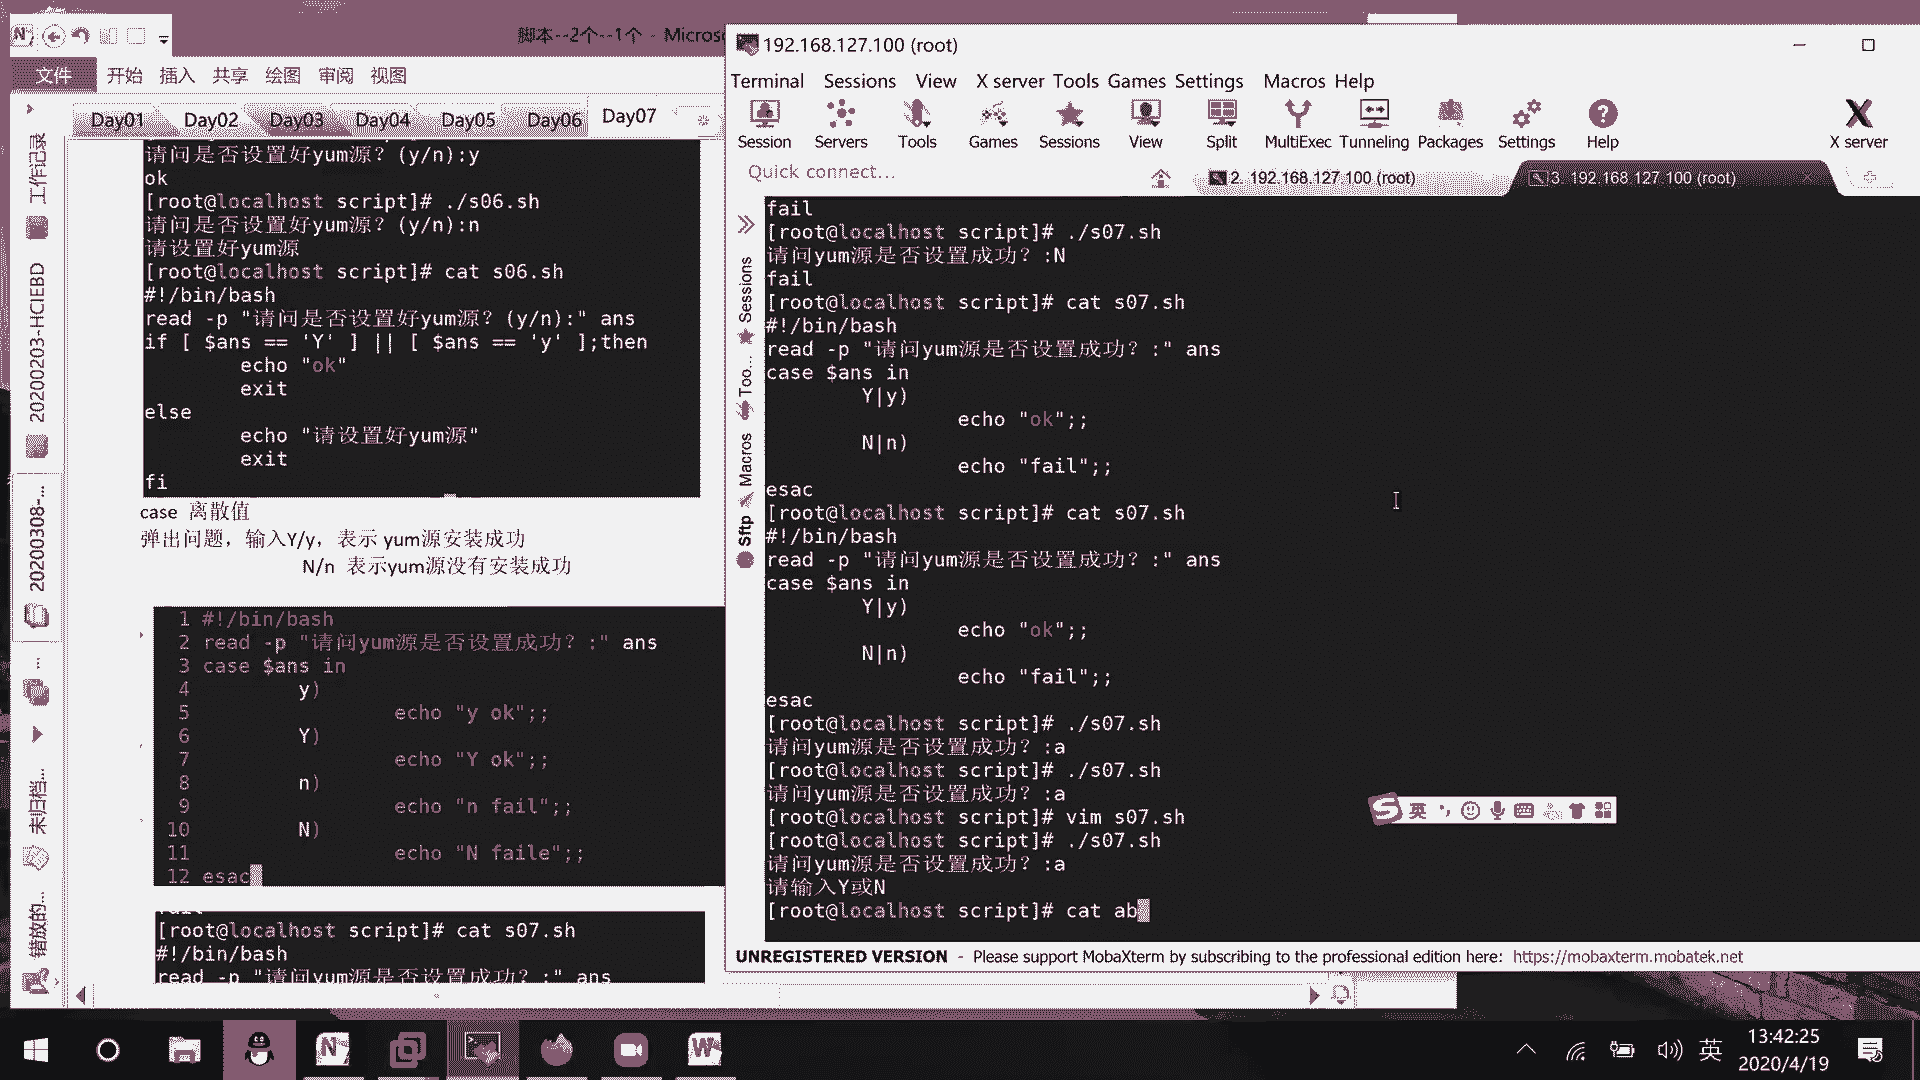 脚本--2个--1个 - Micros
文件 开始 插入 共享 绘图 审阅 视图
Day01 Day02 Day03 Day04 Day05 Day06 Day07
工作记录
20200203-HCIEBD
20200308-...
...
未归档...
错放的...
请问是否设置好yum源? (y/n):y
ok
[root@localhost script]# ./s06.sh
请问是否设置好yum源? (y/n):n
请设置好yum源
[root@localhost script]# cat s06.sh
#!/bin/bash
read -p "请问是否设置好yum源? (y/n):" ans
if [ $ans == 'Y' ] || [ $ans == 'y' ];then
echo "ok"
exit
else
echo "请设置好yum源"
exit
fi
case 离散值
弹出问题，输入Y/y，表示 yum源安装成功
N/n 表示yum源没有安装成功
1 #!/bin/bash
2 read -p "请问yum源是否设置成功? :" ans
3 case $ans in
4 y)
5 echo "y ok";;
6 Y)
7 echo "Y ok";;
8 n)
9 echo "n fail";;
10 N)
11 echo "N faile";;
12 esac
[root@localhost script]# cat s07.sh
#!/bin/bash
read -p "请问yum源是否设置成功? :" ans
192.168.127.100 (root)
Terminal Sessions View X server Tools Games Settings Macros Help
Session Servers Tools Games Sessions View Split MultiExec Tunneling Packages Settings Help X server
Quick connect...
2. 192.168.127.100 (root)
3. 192.168.127.100 (root)
Sessions
Too...
Macros
Sftp
fail
[root@localhost script]# ./s07.sh
请问yum源是否设置成功? :N
fail
[root@localhost script]# cat s07.sh
#!/bin/bash
read -p "请问yum源是否设置成功? :" ans
case $ans in
Y|y)
echo "ok";;
N|n)
echo "fail";;
esac
[root@localhost script]# cat s07.sh
#!/bin/bash
read -p "请问yum源是否设置成功? :" ans
case $ans in
Y|y)
echo "ok";;
N|n)
echo "fail";;
esac
[root@localhost script]# ./s07.sh
请问yum源是否设置成功? :a
[root@localhost script]# ./s07.sh
请问yum源是否设置成功? :a
[root@localhost script]# vim s07.sh
[root@localhost script]# ./s07.sh
请问yum源是否设置成功? :a
请输入Y或N
[root@localhost script]# cat ab
英
UNREGISTERED VERSION - Please support MobaXterm by subscribing to the professional edition here: https://mobaxterm.mobatek.net
英
13:42:25
2020/4/19